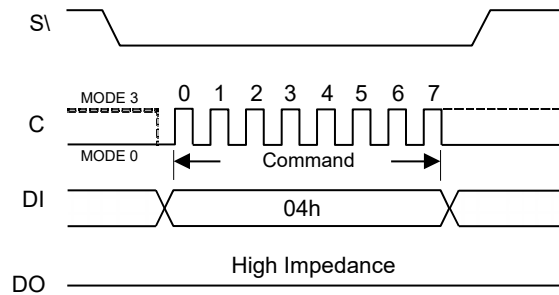 S\
MODE 3
0 1 2 3 4 5 6 7
C
MODE 0
Command
DI
04h
High Impedance
DO